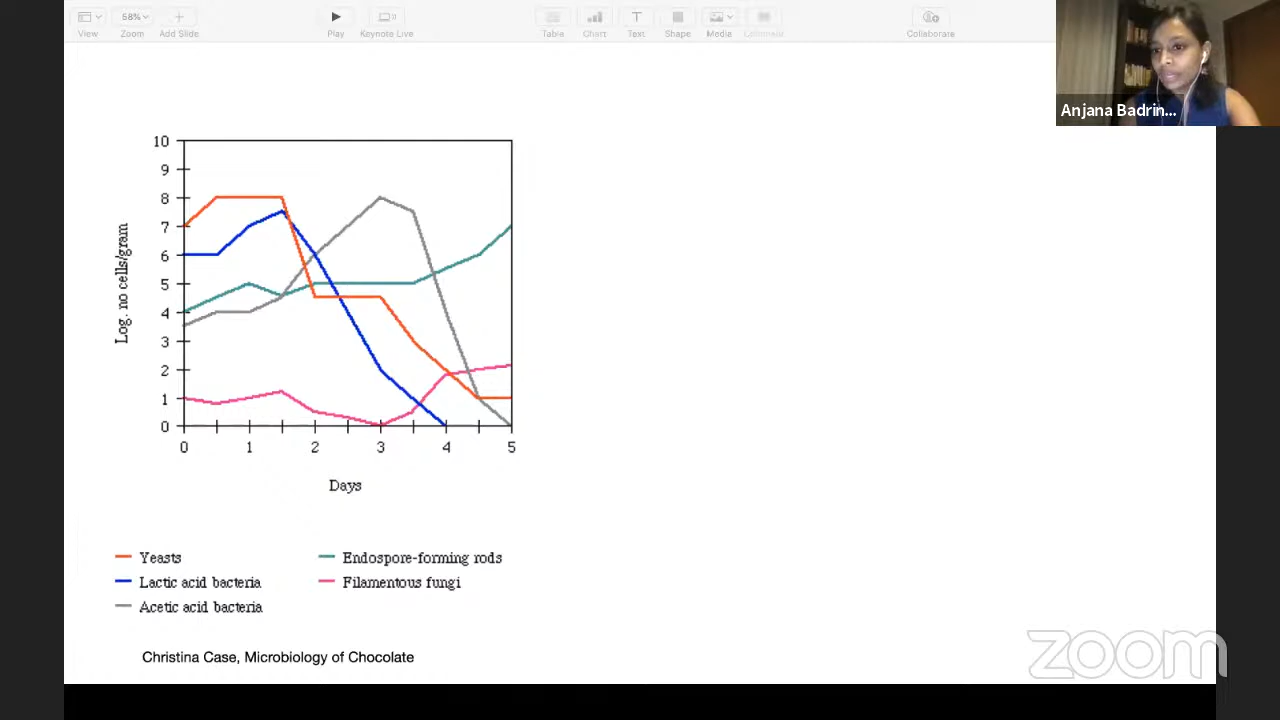 58%
View
Zoom
Add Slide
Play
Keynote Live
Table
Chart
Text
Shape
Media
Comment
Collaborate
Anjana Badrin...
10
9
8
7
6
5
4
3
2
1
0
Log. no cells/gram
0 1 2 3 4 5
Days
Yeasts
Endospore-forming rods
Lactic acid bacteria
Filamentous fungi
Acetic acid bacteria
Christina Case, Microbiology of Chocolate
zoom